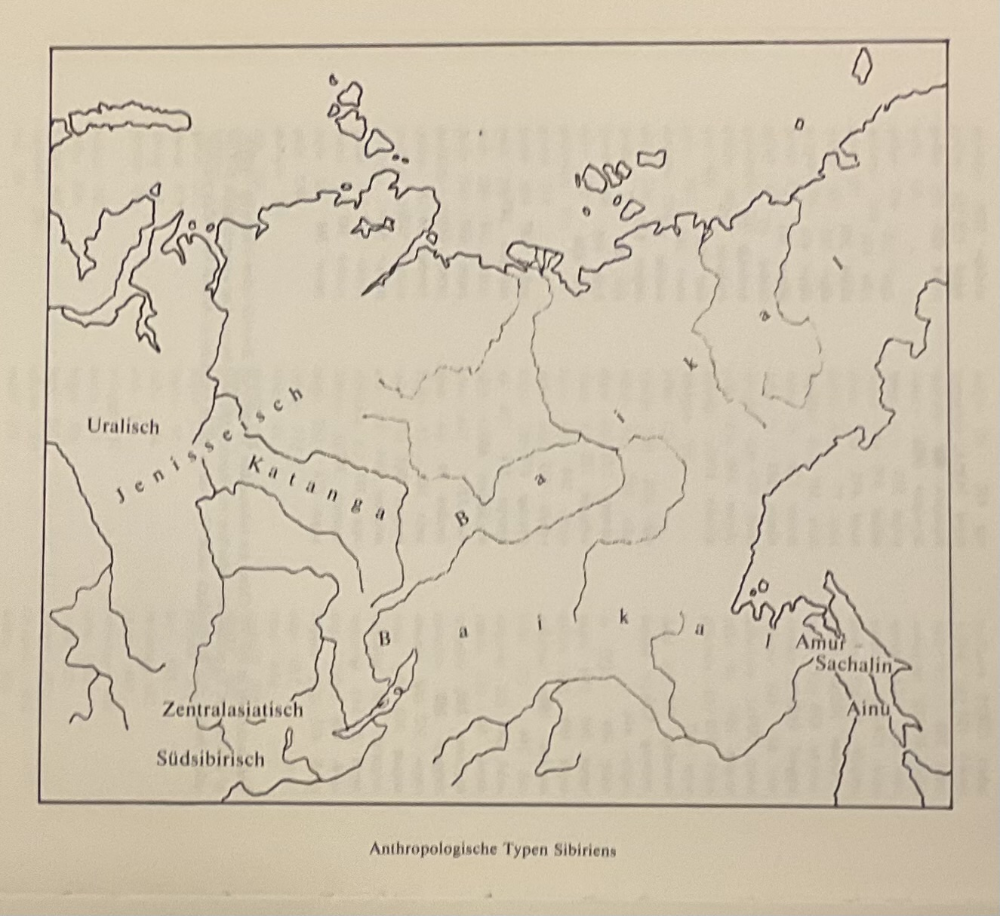 Uralisch
Jenisseisch
Katanga
Baikal
Baikal
Amur-
Sachalin
Ainu
Zentralasiatisch
Südsibirisch
Anthropologische Typen Sibiriens